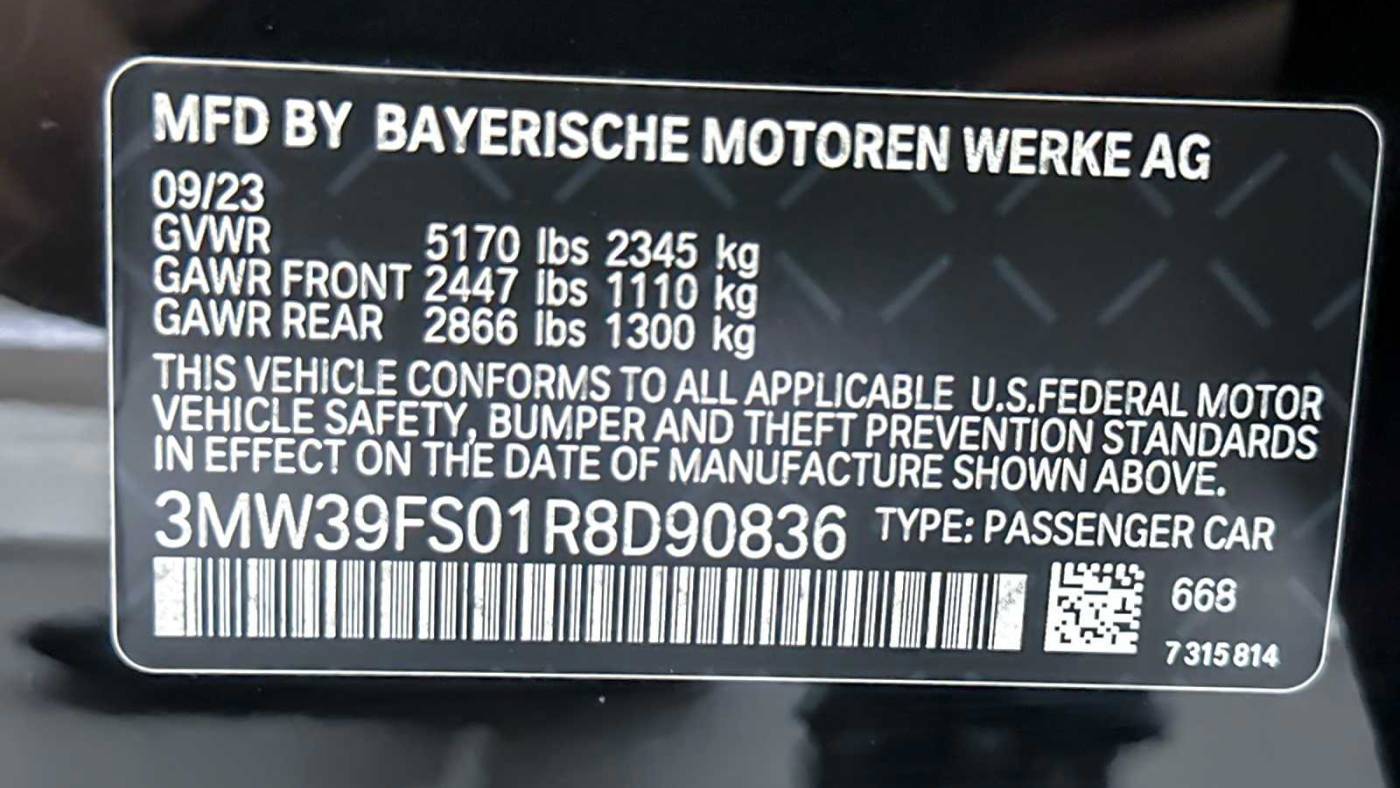 MFD BY BAYERISCHE MOTOREN WERKE AG
09/23
GVWR 5170 lbs 2345 kg
GAWR FRONT 2447 lbs 1110 kg
GAWR REAR 2866 lbs 1300 kg
THIS VEHICLE CONFORMS TO ALL APPLICABLE U.S.FEDERAL MOTOR
VEHICLE SAFETY, BUMPER AND THEFT PREVENTION STANDARDS
IN EFFECT ON THE DATE OF MANUFACTURE SHOWN ABOVE.
3MW39FS01R8D90836 TYPE: PASSENGER CAR
668
7 315 814